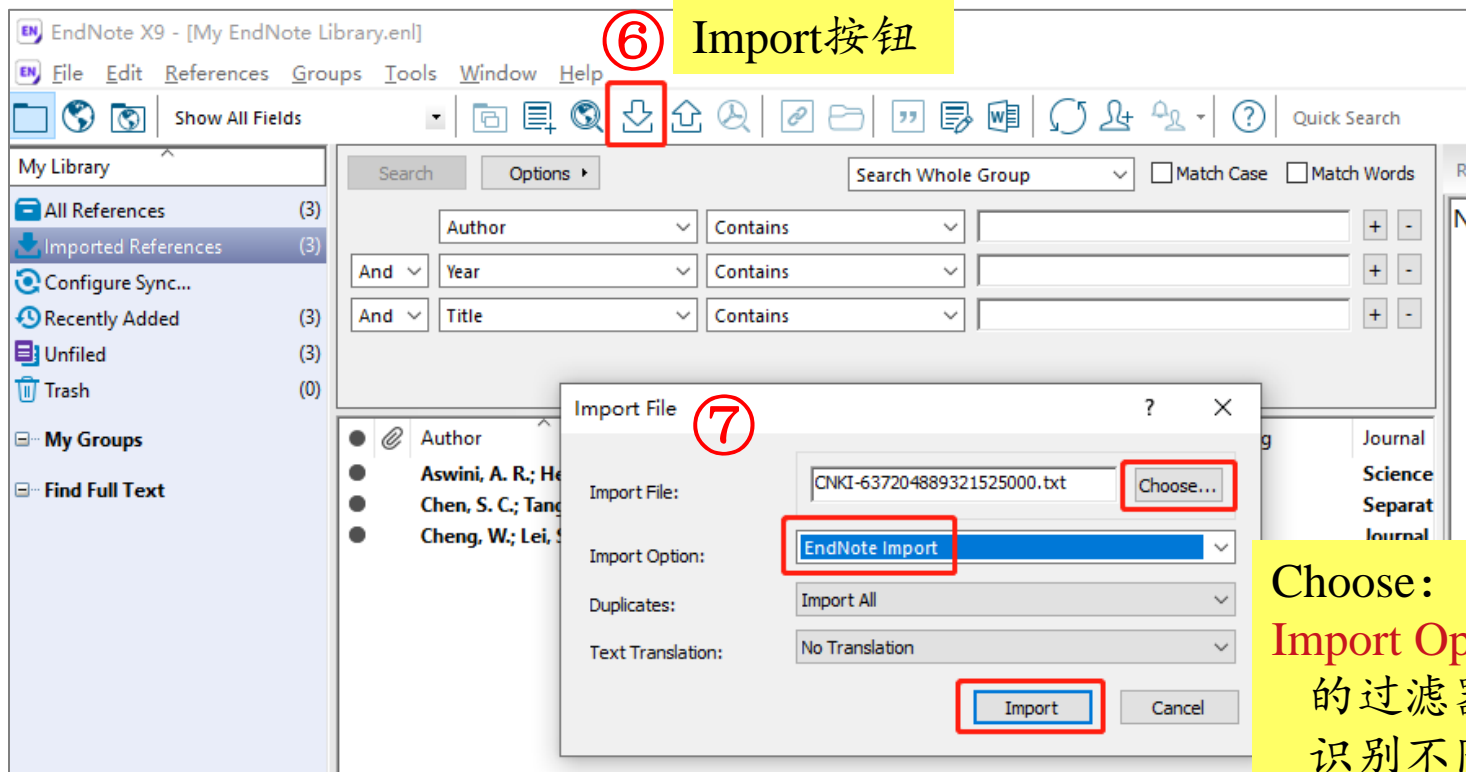 EndNote X9 - [My EndNote Library.enl]
⑥ Import按钮
File Edit References Groups Tools Window Help
Show All Fields
Quick Search
My Library
All References (3)
Imported References (3)
Configure Sync...
Recently Added (3)
Unfiled (3)
Trash (0)
My Groups
Find Full Text
Search Options Search Whole Group Match Case Match Words
Author Contains + -
And Year Contains + -
And Title Contains + -
Author Journal
Aswini, A. R.; Science
Chen, S. C.; Separat
Cheng, W.; Lei, Journal
Import File ⑦ ? X
Import File: CNKI-637204889321525000.txt Choose...
Import Option: EndNote Import
Duplicates: Import All
Text Translation: No Translation
Import Cancel
Choose:
Import Op
的过滤
识别不